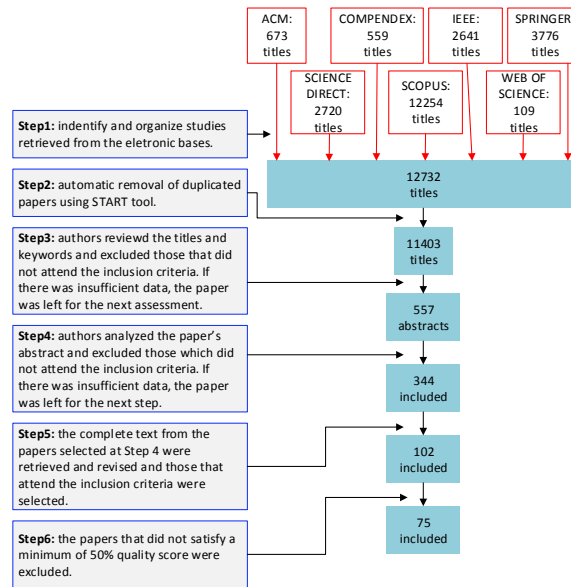 ACM:
673
titles
COMPENDEX:
559
titles
IEEE:
2641
titles
SPRINGER
3776
titles
SCIENCE
DIRECT:
2720
titles
SCOPUS:
12254
titles
WEB OF
SCIENCE:
109
titles
Step1: indentify and organize studies
retrieved from the eletronic bases.
12732
titles
Step2: automatic removal of duplicated
papers using START tool.
11403
titles
Step3: authors reviewd the titles and
keywords and excluded those that did
not attend the inclusion criteria. If
there was insufficient data, the paper
was left for the next assessment.
557
abstracts
Step4: authors analyzed the paper's
abstract and excluded those which did
not attend the inclusion criteria. If
there was insufficient data, the paper
was left for the next step.
344
included
Step5: the complete text from the
papers selected at Step 4 were
retrieved and revised and those that
attend the inclusion criteria were
selected.
102
included
Step6: the papers that did not satisfy a
minimum of 50% quality score were
excluded.
75
included